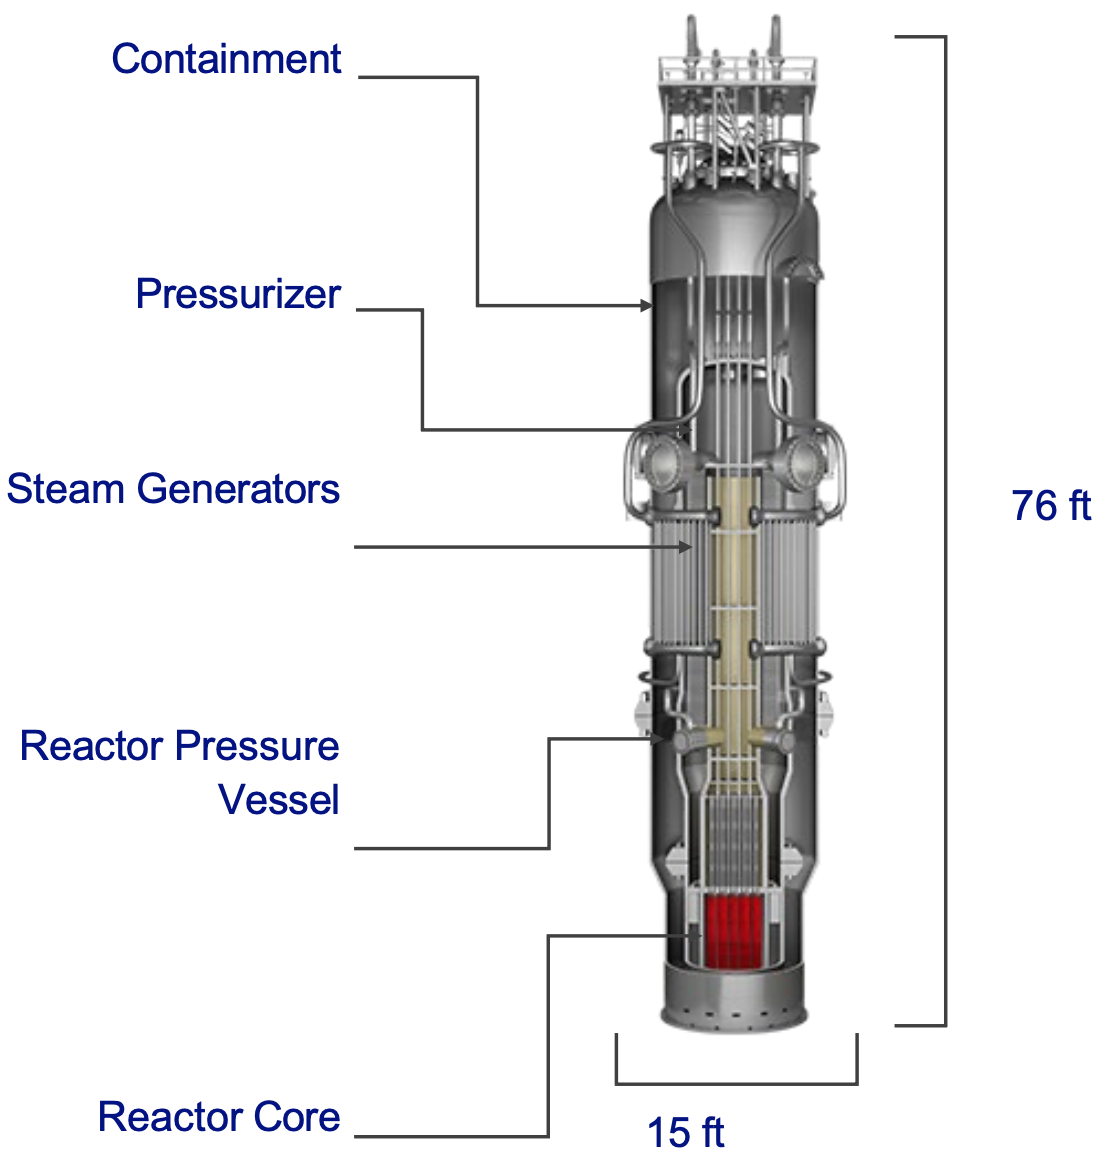 Containment
Pressurizer
Steam Generators
76 ft
Reactor Pressure
Vessel
Reactor Core
15 ft